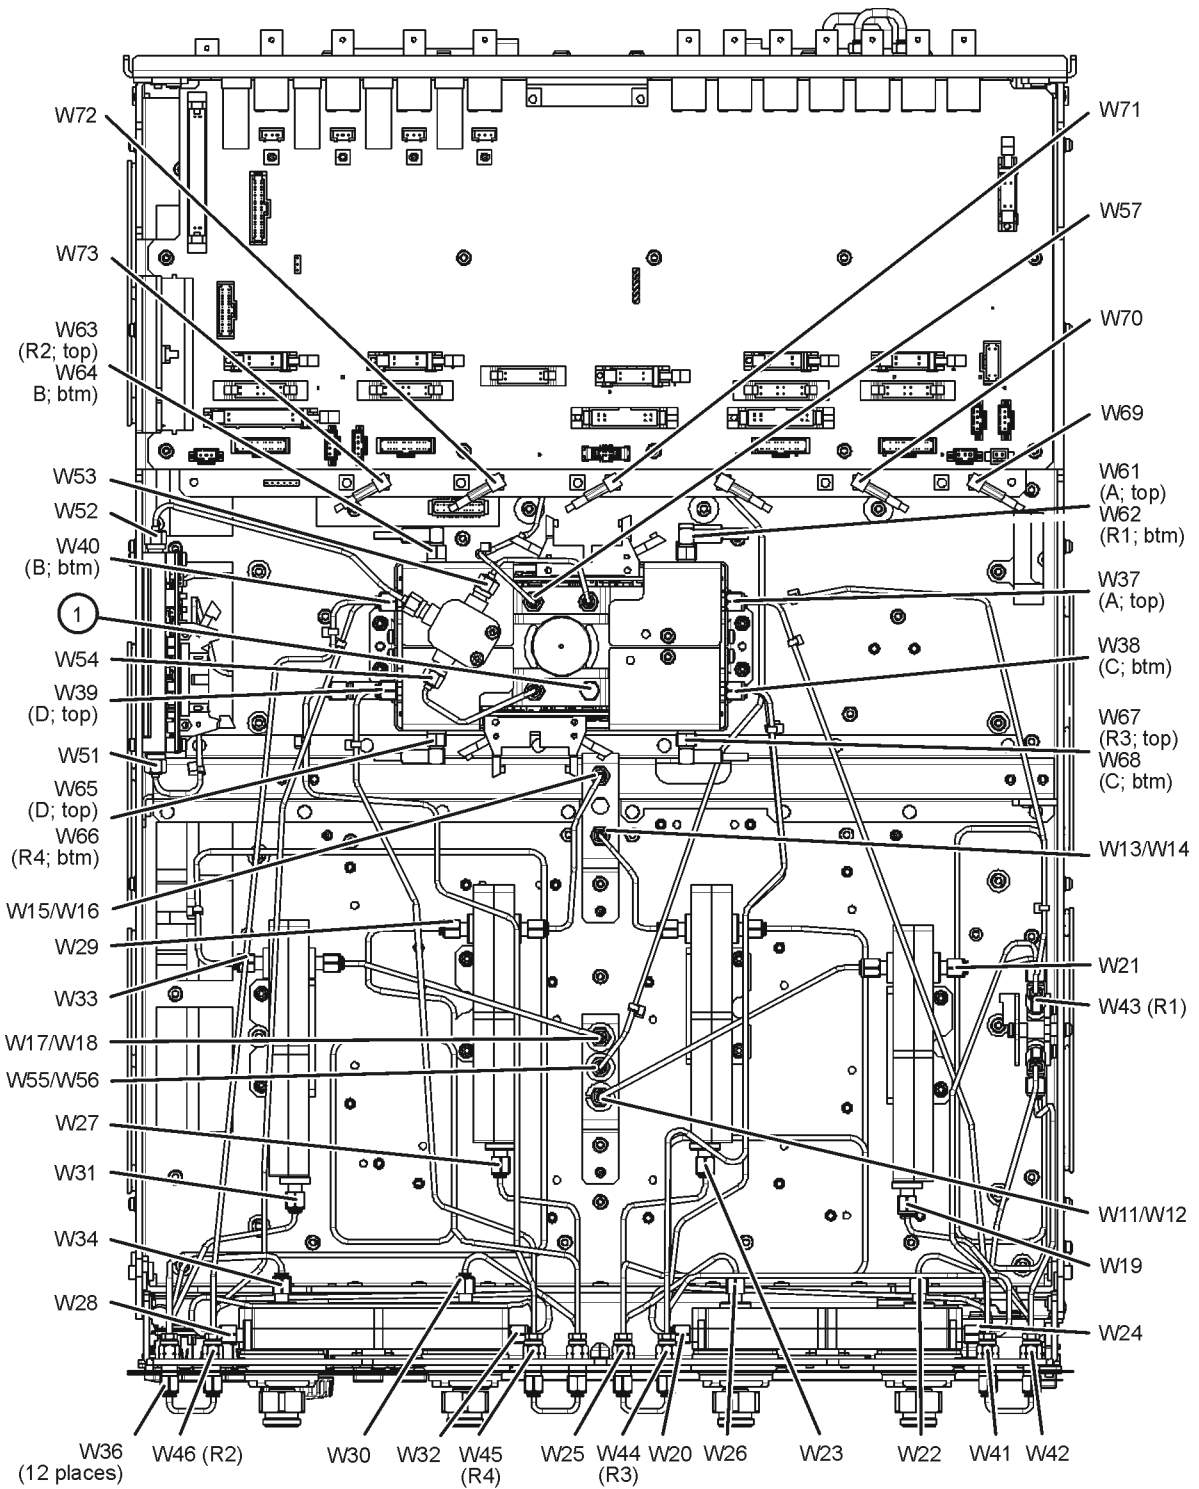 W72
W73
W63
(R2; top)
W64
B; btm)
W53
W52
W40
(B; btm)
1
W54
W39
(D; top)
W51
W65
(D; top)
W66
(R4; btm)
W15/W16
W29
W33
W17/W18
W55/W56
W27
W31
W34
W28
W36
(12 places)
W46 (R2)
W30
W32
W45
(R4)
W25
W44
(R3)
W20
W26
W23
W22
W41
W42
W71
W57
W70
W69
W61
(A; top)
W62
(R1; btm)
W37
(A; top)
W38
(C; btm)
W67
(R3; top)
W68
(C; btm)
W13/W14
W21
W43 (R1)
W11/W12
W19
W24